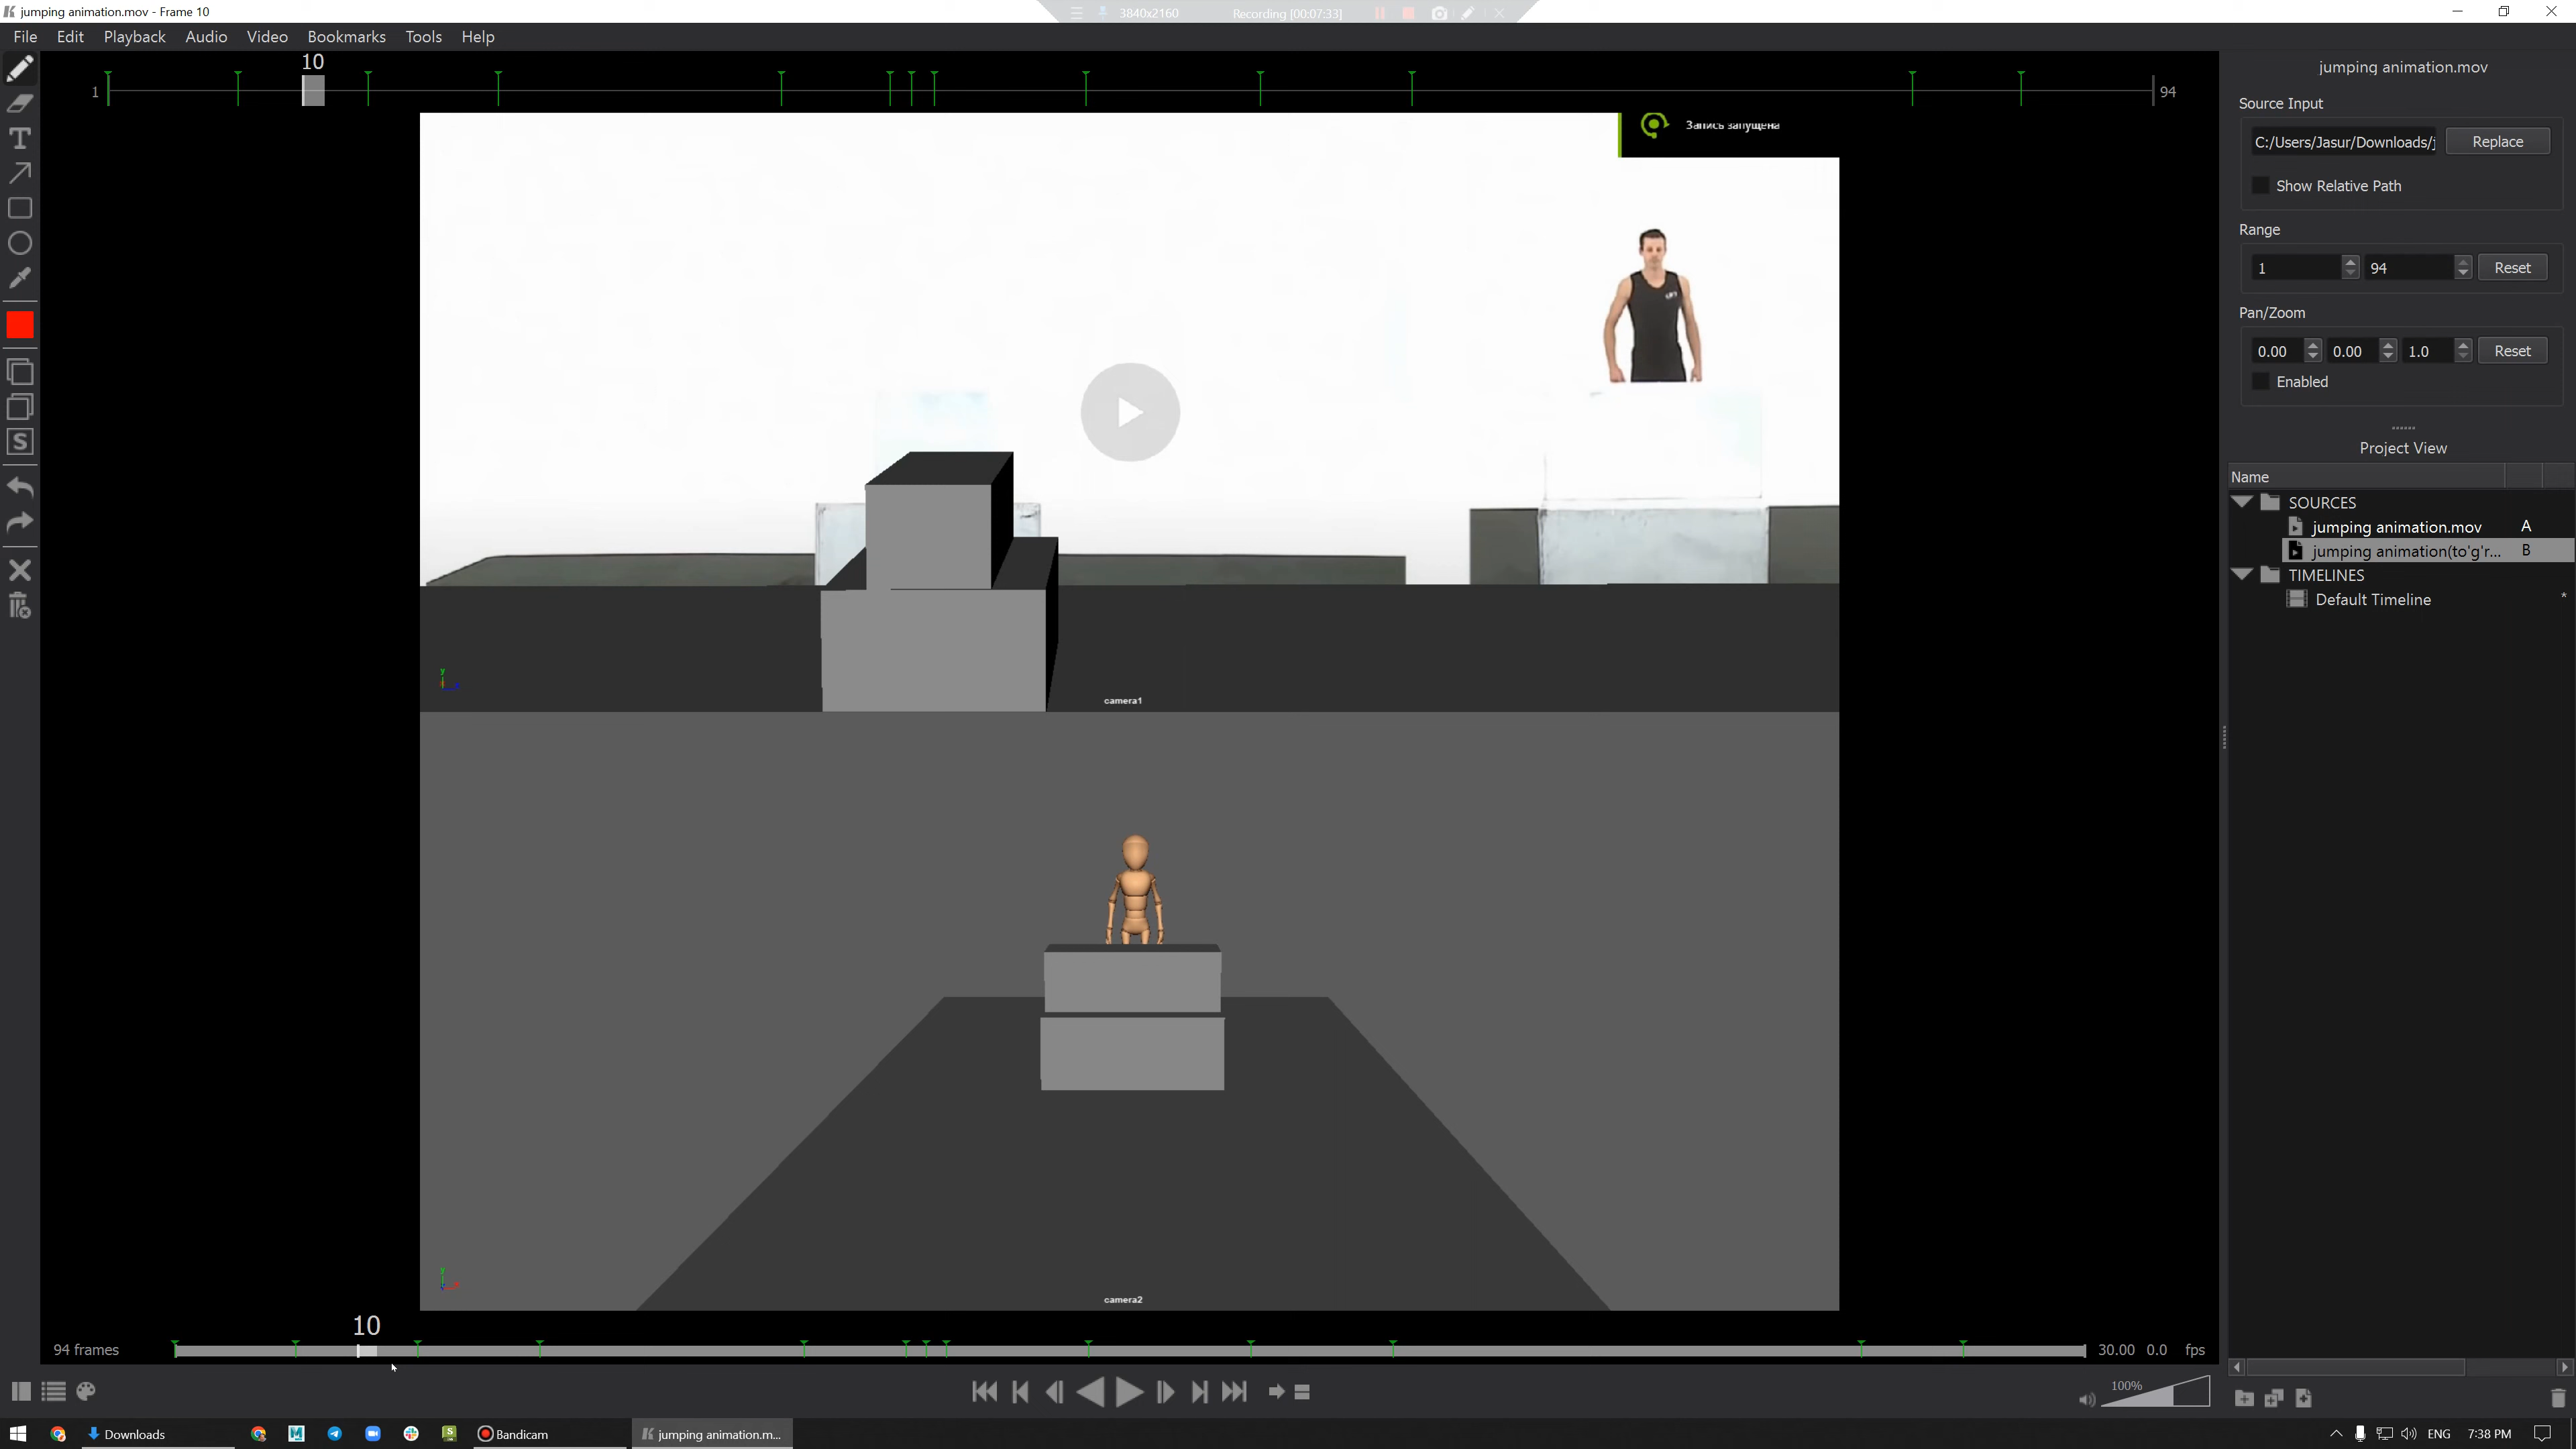 jumping animation.mov - Frame 10
3840x2160
Recording [00:07:33]
File Edit Playback Audio Video Bookmarks Tools Help
10
1
94
jumping animation.mov
Source Input
C:/Users/Jasur/Downloads/j
Replace
Show Relative Path
Range
1
94
Reset
Pan/Zoom
0.00
0.00
1.0
Reset
Enabled
Project View
Name
SOURCES
jumping animation.mov A
jumping animation(to'g'r... B
TIMELINES
Default Timeline *
Запись запущена
camera1
camera2
10
94 frames
30.00 0.0 fps
100%
Downloads
Bandicam
jumping animation.m...
ENG
7:38 PM